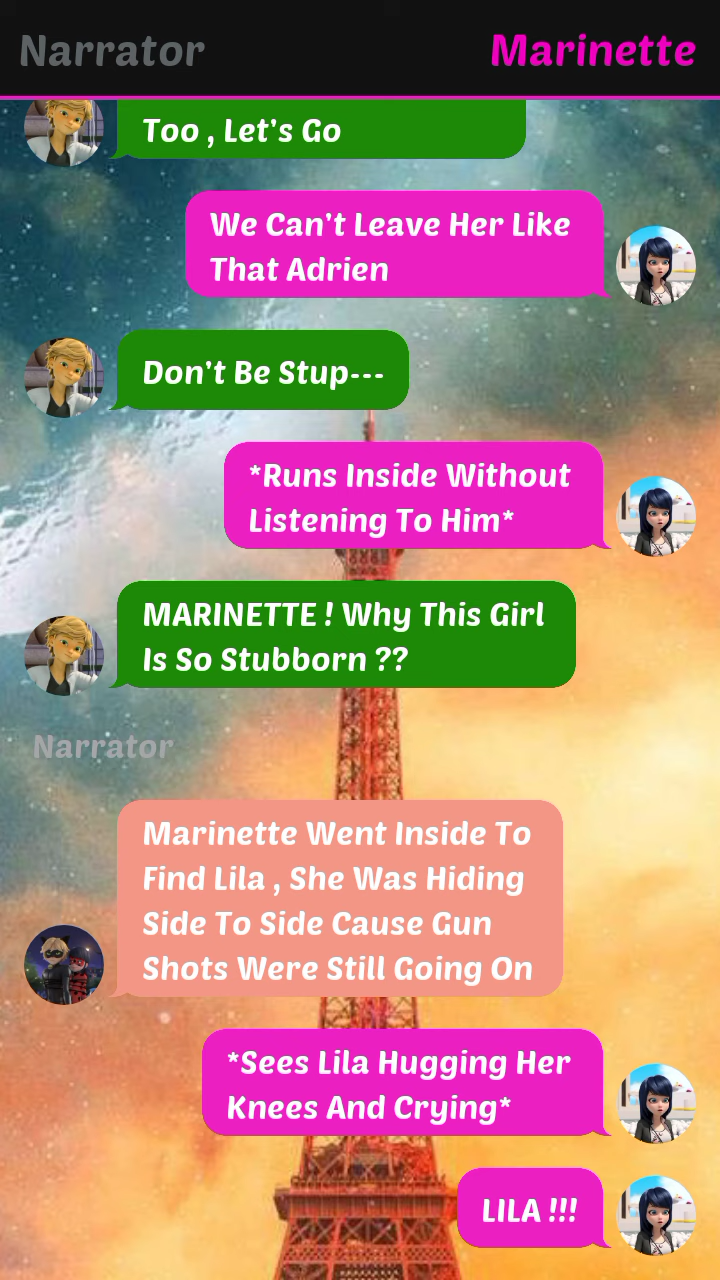 Narrator
Marinette
Too , Let's Go
We Can't Leave Her Like
That Adrien
Don't Be Stup---
*Runs Inside Without
Listening To Him*
MARINETTE ! Why This Girl
Is So Stubborn ??
Narrator
Marinette Went Inside To
Find Lila , She Was Hiding
Side To Side Cause Gun
Shots Were Still Going On
*Sees Lila Hugging Her
Knees And Crying*
LILA !!!